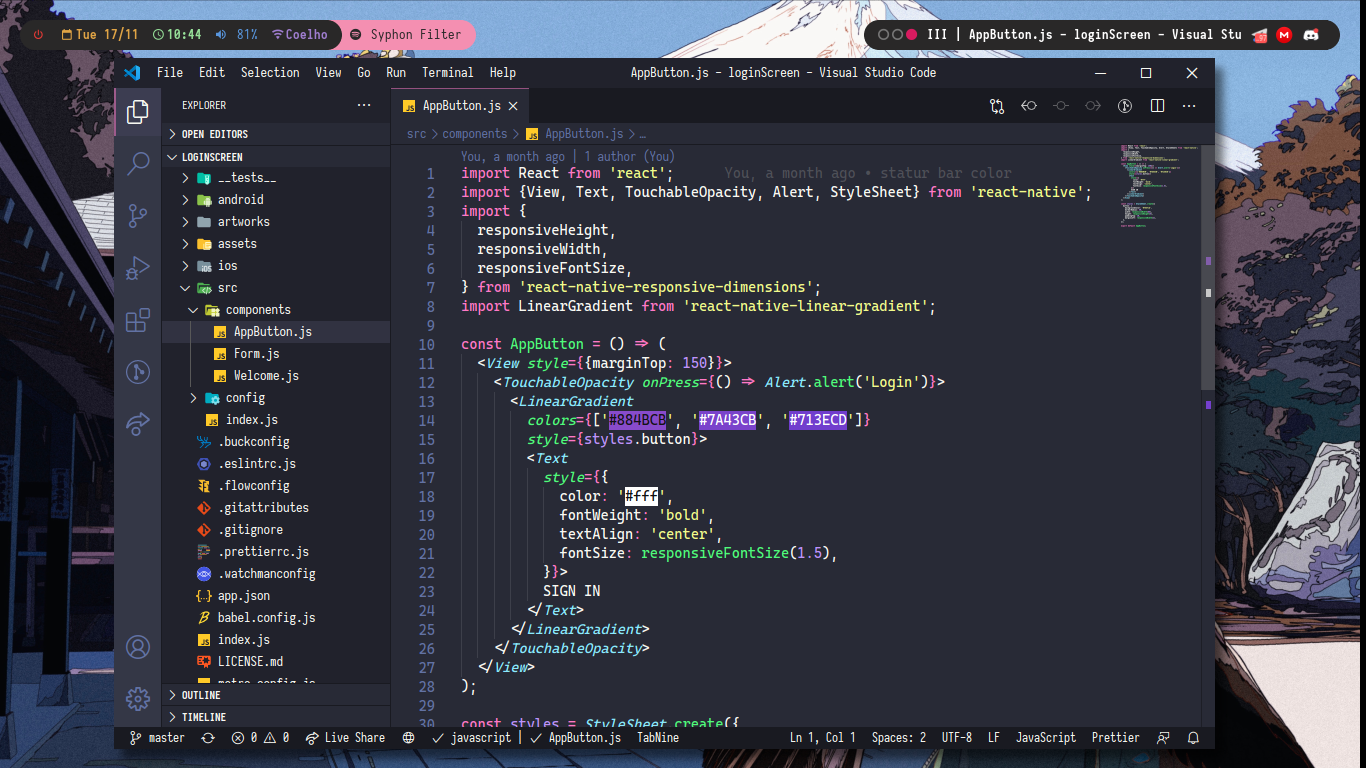 Tue 17/11 10:44 81% Coelho Syphon Filter
III | AppButton.js - loginScreen - Visual Stu
File Edit Selection View Go Run Terminal Help
AppButton.js - loginScreen - Visual Studio Code
EXPLORER
OPEN EDITORS
LOGINSCREEN
__tests__
android
artworks
assets
ios
src
components
AppButton.js
Form.js
Welcome.js
config
index.js
.buckconfig
.eslintrc.js
.flowconfig
.gitattributes
.gitignore
.prettierrc.js
.watchmanconfig
app.json
babel.config.js
index.js
LICENSE.md
metro.config.js
OUTLINE
TIMELINE
AppButton.js
src > components > AppButton.js > …
You, a month ago | 1 author (You)
1 import React from 'react'; You, a month ago • statur bar color
2 import {View, Text, TouchableOpacity, Alert, StyleSheet} from 'react-native';
3 import {
4 responsiveHeight,
5 responsiveWidth,
6 responsiveFontSize,
7 } from 'react-native-responsive-dimensions';
8 import LinearGradient from 'react-native-linear-gradient';
9
10 const AppButton = () => (
11 <View style={{marginTop: 150}}>
12 <TouchableOpacity onPress={() => Alert.alert('Login')}>
13 <LinearGradient
14 colors={['#884BCB', '#7A43CB', '#713ECD']}
15 style={styles.button}>
16 <Text
17 style={{
18 color: '#fff',
19 fontWeight: 'bold',
20 textAlign: 'center',
21 fontSize: responsiveFontSize(1.5),
22 }}>
23 SIGN IN
24 </Text>
25 </LinearGradient>
26 </TouchableOpacity>
27 </View>
28 );
29
30 const styles = StyleSheet.create({
master 0 0 Live Share javascript | AppButton.js TabNine
Ln 1, Col 1 Spaces: 2 UTF-8 LF JavaScript Prettier